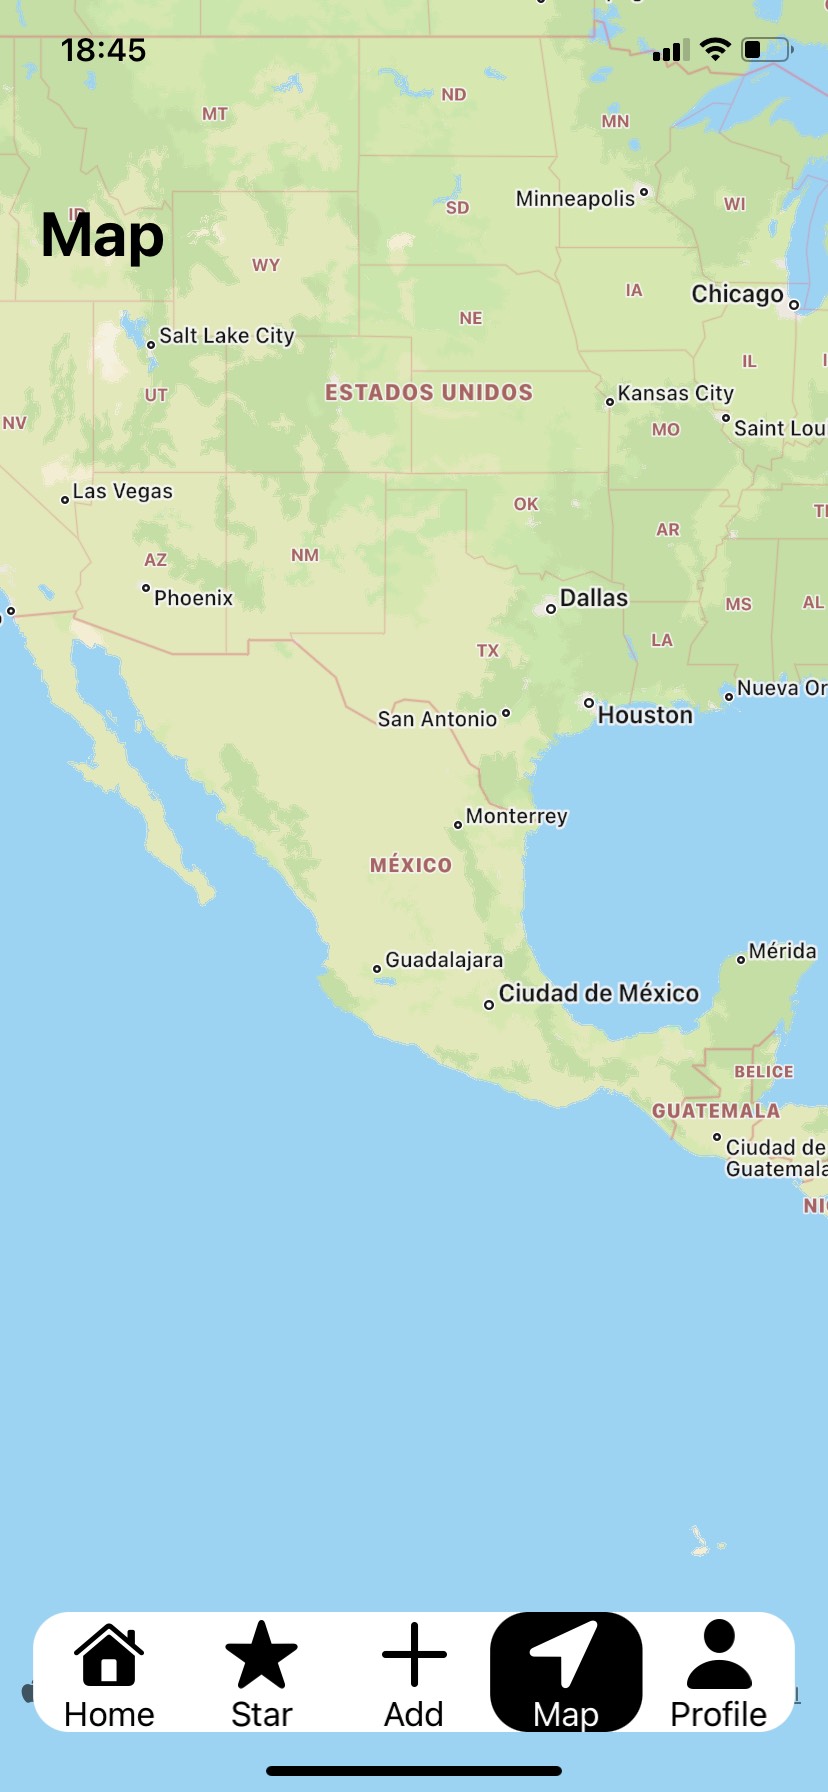 18:45
MT
ND
MN
ID
Map
SD
Minneapolis
WI
WY
IA
Chicago
NE
Salt Lake City
IL
UT
ESTADOS UNIDOS
Kansas City
NV
MO
Saint Lou
Las Vegas
OK
AR
AZ
NM
Phoenix
Dallas
MS
AL
LA
TX
Nueva Or
San Antonio
Houston
Monterrey
MÉXICO
Guadalajara
Mérida
Ciudad de México
BELICE
GUATEMALA
Ciudad de
Guatemala
Home
Star
Add
Map
Profile